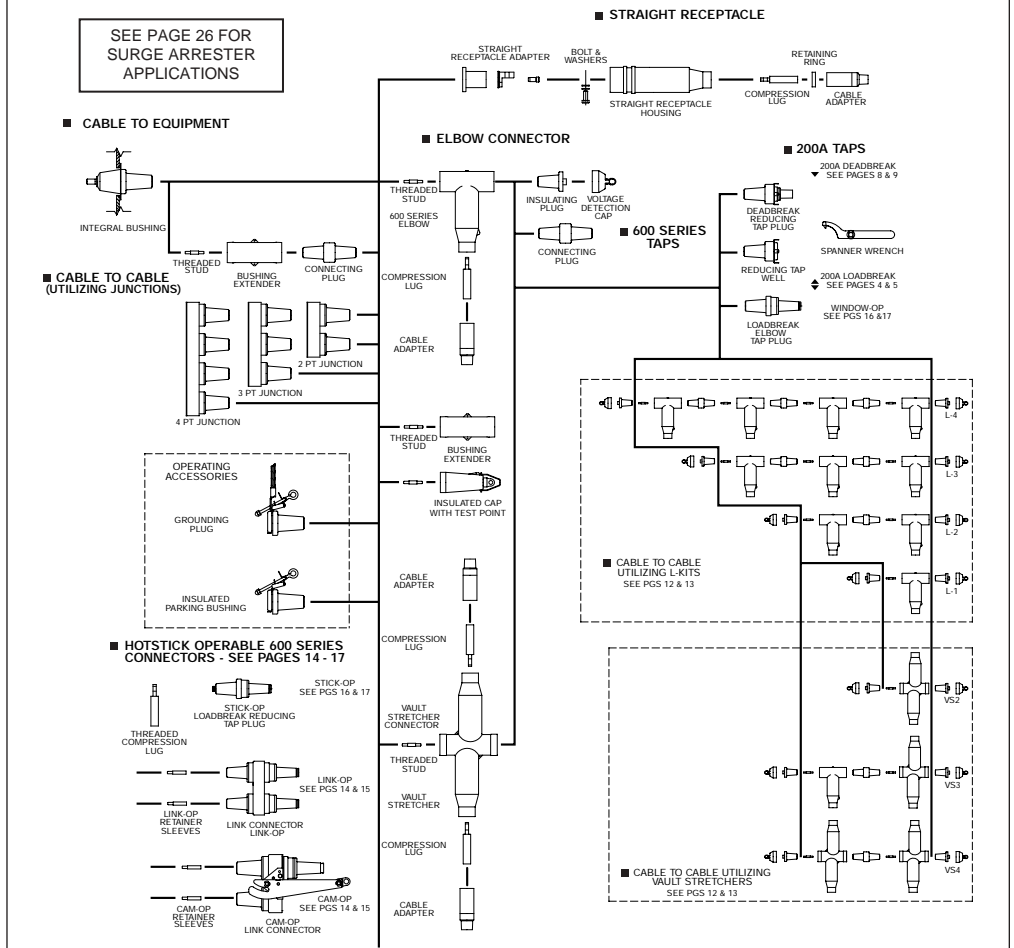 SEE PAGE 26 FOR
SURGE ARRESTER
APPLICATIONS
STRAIGHT RECEPTACLE
STRAIGHT
RECEPTACLE ADAPTER
BOLT &
WASHERS
STRAIGHT RECEPTACLE
HOUSING
COMPRESSION
LUG
RETAINING
RING
CABLE
ADAPTER
CABLE TO EQUIPMENT
INTEGRAL BUSHING
THREADED
STUD
BUSHING
EXTENDER
CONNECTING
PLUG
ELBOW CONNECTOR
THREADED
STUD
600 SERIES
ELBOW
INSULATING
PLUG
VOLTAGE
DETECTION
CAP
CONNECTING
PLUG
COMPRESSION
LUG
CABLE
ADAPTER
600 SERIES
TAPS
200A TAPS
200A DEADBREAK
SEE PAGES 8 & 9
DEADBREAK
REDUCING
TAP PLUG
SPANNER WRENCH
REDUCING TAP
WELL
200A LOADBREAK
SEE PAGES 4 & 5
WINDOW-OP
SEE PGS 16 &17
LOADBREAK
ELBOW
TAP PLUG
CABLE TO CABLE
(UTILIZING JUNCTIONS)
2 PT JUNCTION
3 PT JUNCTION
4 PT JUNCTION
THREADED
STUD
BUSHING
EXTENDER
INSULATED CAP
WITH TEST POINT
OPERATING
ACCESSORIES
GROUNDING
PLUG
INSULATED
PARKING BUSHING
CABLE
ADAPTER
COMPRESSION
LUG
VAULT
STRETCHER
CONNECTOR
THREADED
STUD
VAULT
STRETCHER
COMPRESSION
LUG
CABLE
ADAPTER
L-4
L-3
L-2
L-1
CABLE TO CABLE
UTILIZING L-KITS
SEE PGS 12 & 13
VS2
VS3
VS4
CABLE TO CABLE UTILIZING
VAULT STRETCHERS
SEE PGS 12 & 13
HOTSTICK OPERABLE 600 SERIES
CONNECTORS - SEE PAGES 14 - 17
THREADED
COMPRESSION
LUG
STICK-OP
LOADBREAK REDUCING
TAP PLUG
STICK-OP
SEE PGS 16 & 17
LINK-OP
RETAINER
SLEEVES
LINK CONNECTOR
LINK-OP
LINK-OP
SEE PGS 14 & 15
CAM-OP
RETAINER
SLEEVES
CAM-OP
LINK CONNECTOR
CAM-OP
SEE PGS 14 & 15